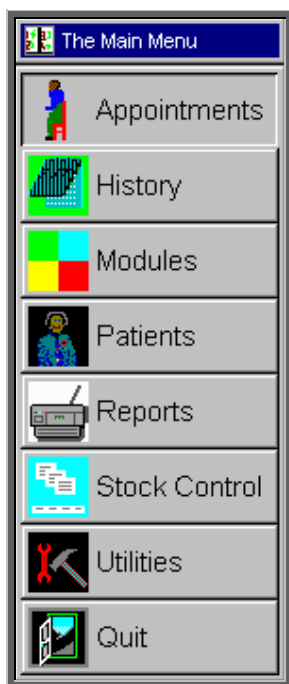 The Main Menu
Appointments
History
Modules
Patients
Reports
Stock Control
Utilities
Quit